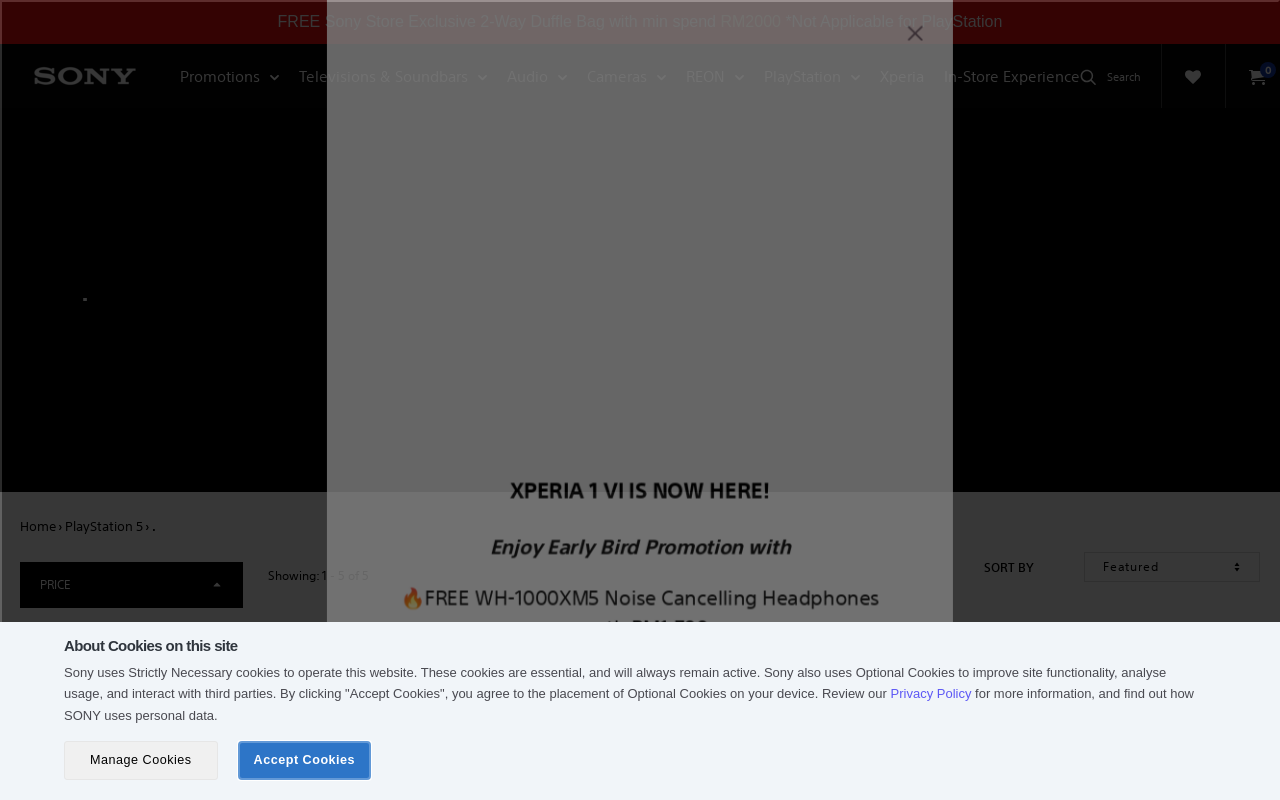 FREE Sony Store Exclusive 2-Way Duffle Bag with min spend RM2000 *Not Applicable for PlayStation
SONY
Promotions
Televisions & Soundbars
Audio
Cameras
REON
PlayStation
Xperia
In-Store Experience
Search
0
XPERIA 1 VI IS NOW HERE!
Home › PlayStation 5 › .
Enjoy Early Bird Promotion with
PRICE
Showing: 1 - 5 of 5
SORT BY
Featured
🔥FREE WH-1000XM5 Noise Cancelling Headphones
About Cookies on this site
Sony uses Strictly Necessary cookies to operate this website. These cookies are essential, and will always remain active. Sony also uses Optional Cookies to improve site functionality, analyse
usage, and interact with third parties. By clicking "Accept Cookies", you agree to the placement of Optional Cookies on your device. Review our Privacy Policy for more information, and find out how
SONY uses personal data.
Manage Cookies
Accept Cookies